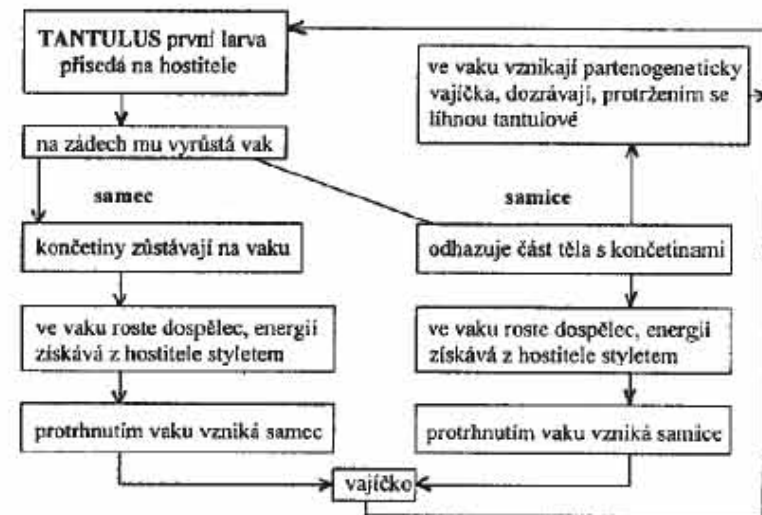 TANTULUS první larva
přisedá na hostitele
ve vaku vznikají partenogeneticky
vajíčka, dozrávají, protržením se
líhnou tantulové
na zádech mu vyrůstá vak
samec
samice
končetiny zůstávají na vaku
odhazuje část těla s končetinami
ve vaku roste dospělec, energii
získává z hostitele styletem
ve vaku roste dospělec, energii
získává z hostitele styletem
protrhnutím vaku vzniká samec
protrhnutím vaku vzniká samice
vajíčko